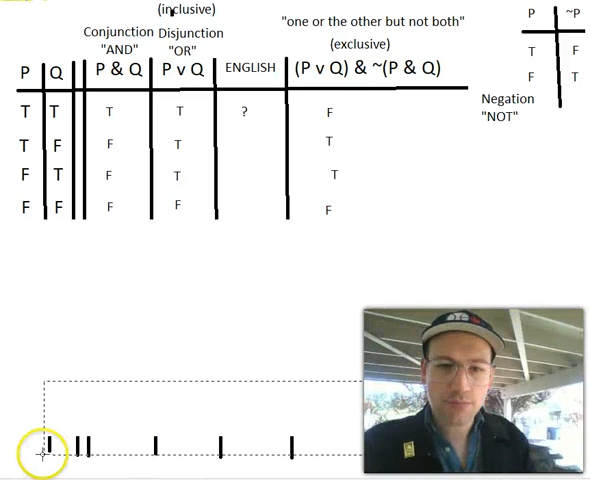 (inclusive)
"one or the other but not both"
(exclusive)
Conjunction Disjunction
"AND" "OR"
P Q P & Q P v Q ENGLISH (P v Q) & ~(P & Q)
T T T T ? F
T F F T T
F T F T T
F F F F F
P ~P
T F
F T
Negation
"NOT"